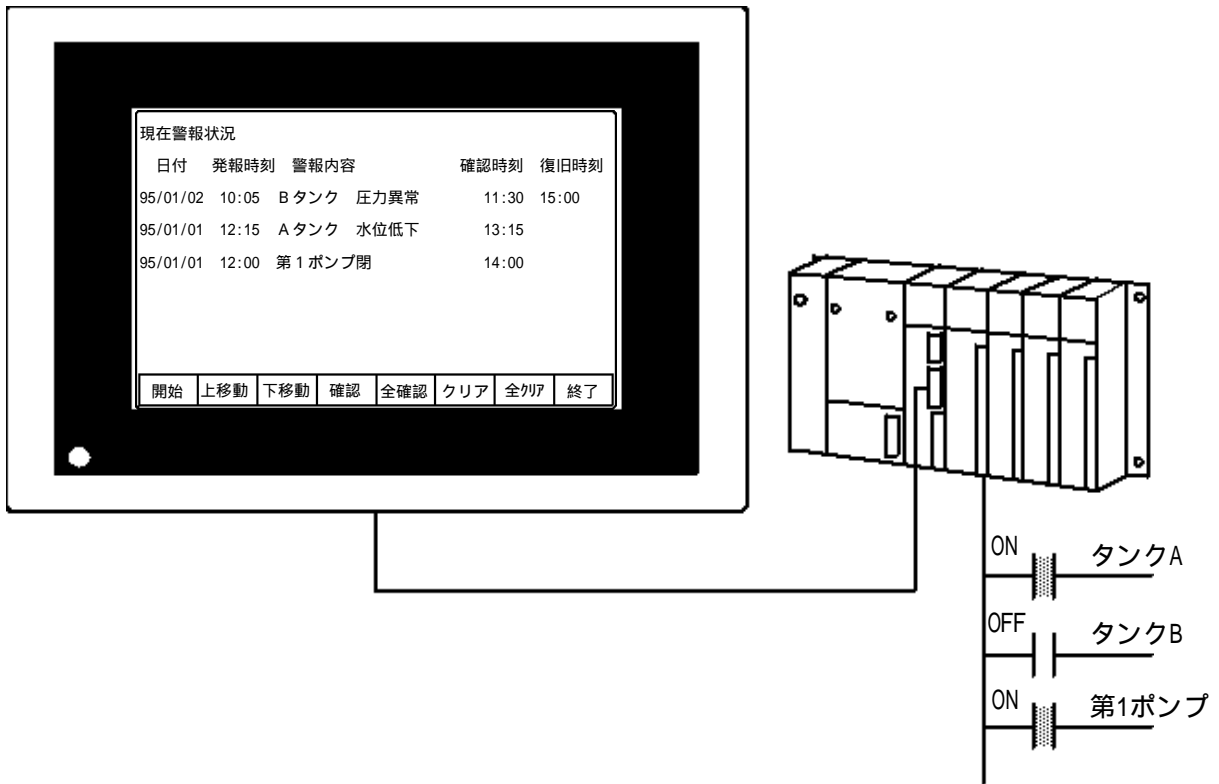 現在警報状況
日付 発報時刻 警報内容 確認時刻 復旧時刻
95/01/02 10:05 Bタンク 圧力異常 11:30 15:00
95/01/01 12:15 Aタンク 水位低下 13:15
95/01/01 12:00 第1ポンプ閉 14:00
開始 上移動 下移動 確認 全確認 クリア 全クリア 終了
ON タンクA
OFF タンクB
ON 第1ポンプ